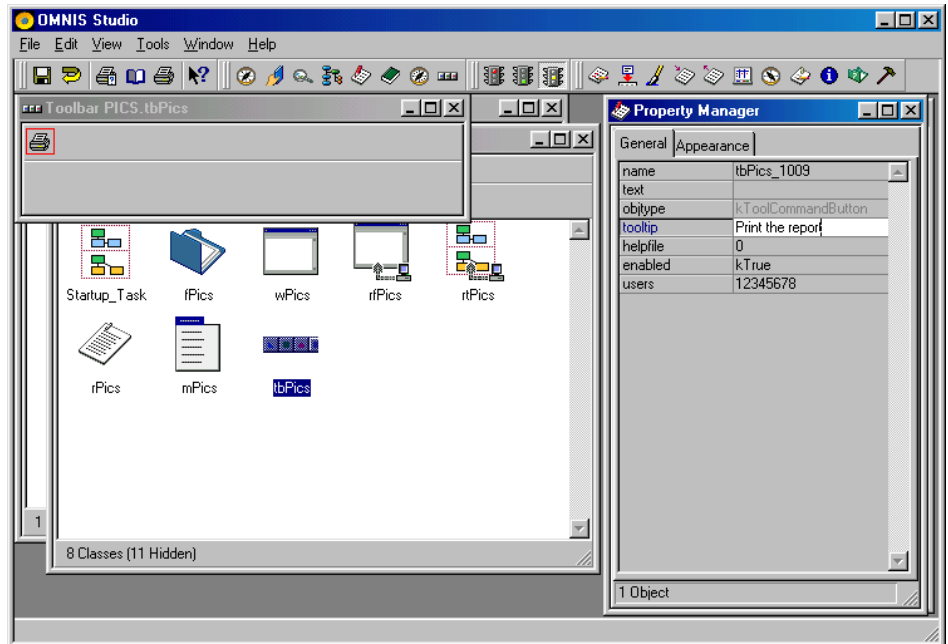 OMNIS Studio
File Edit View Tools Window Help
Toolbar PICS.tbPics
Property Manager
General Appearance
name tbPics_1009
text
objtype kToolCommandButton
tooltip Print the report
helpfile 0
enabled kTrue
users 12345678
Startup_Task fPics wPics rfPics rtPics
rPics mPics tbPics
1
8 Classes (11 Hidden)
1 Object